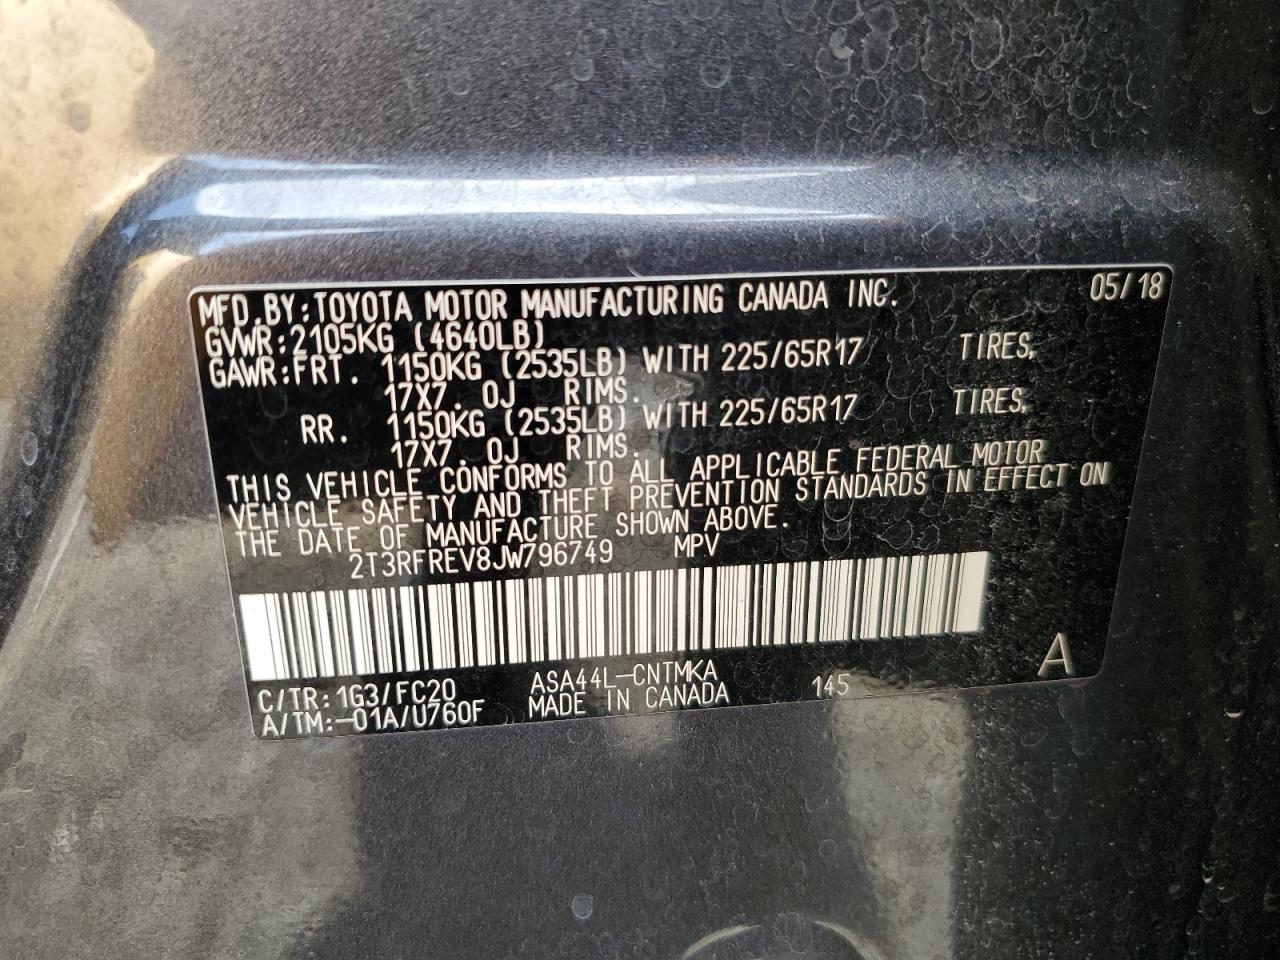 MFD.BY:TOYOTA MOTOR MANUFACTURING CANADA INC. 05/18
GVWR:2105KG (4640LB)
GAWR:FRT. 1150KG (2535LB) WITH 225/65R17 TIRES,
17X7.0J RIMS.
RR. 1150KG (2535LB) WITH 225/65R17 TIRES,
17X7.0J RIMS.
THIS VEHICLE CONFORMS TO ALL APPLICABLE FEDERAL MOTOR
VEHICLE SAFETY AND THEFT PREVENTION STANDARDS IN EFFECT ON
THE DATE OF MANUFACTURE SHOWN ABOVE.
2T3RFREV8JW796749 MPV
C/TR:1G3/FC20 ASA44L-CNTMKA 145 A
A/TM:-01A/U760F MADE IN CANADA